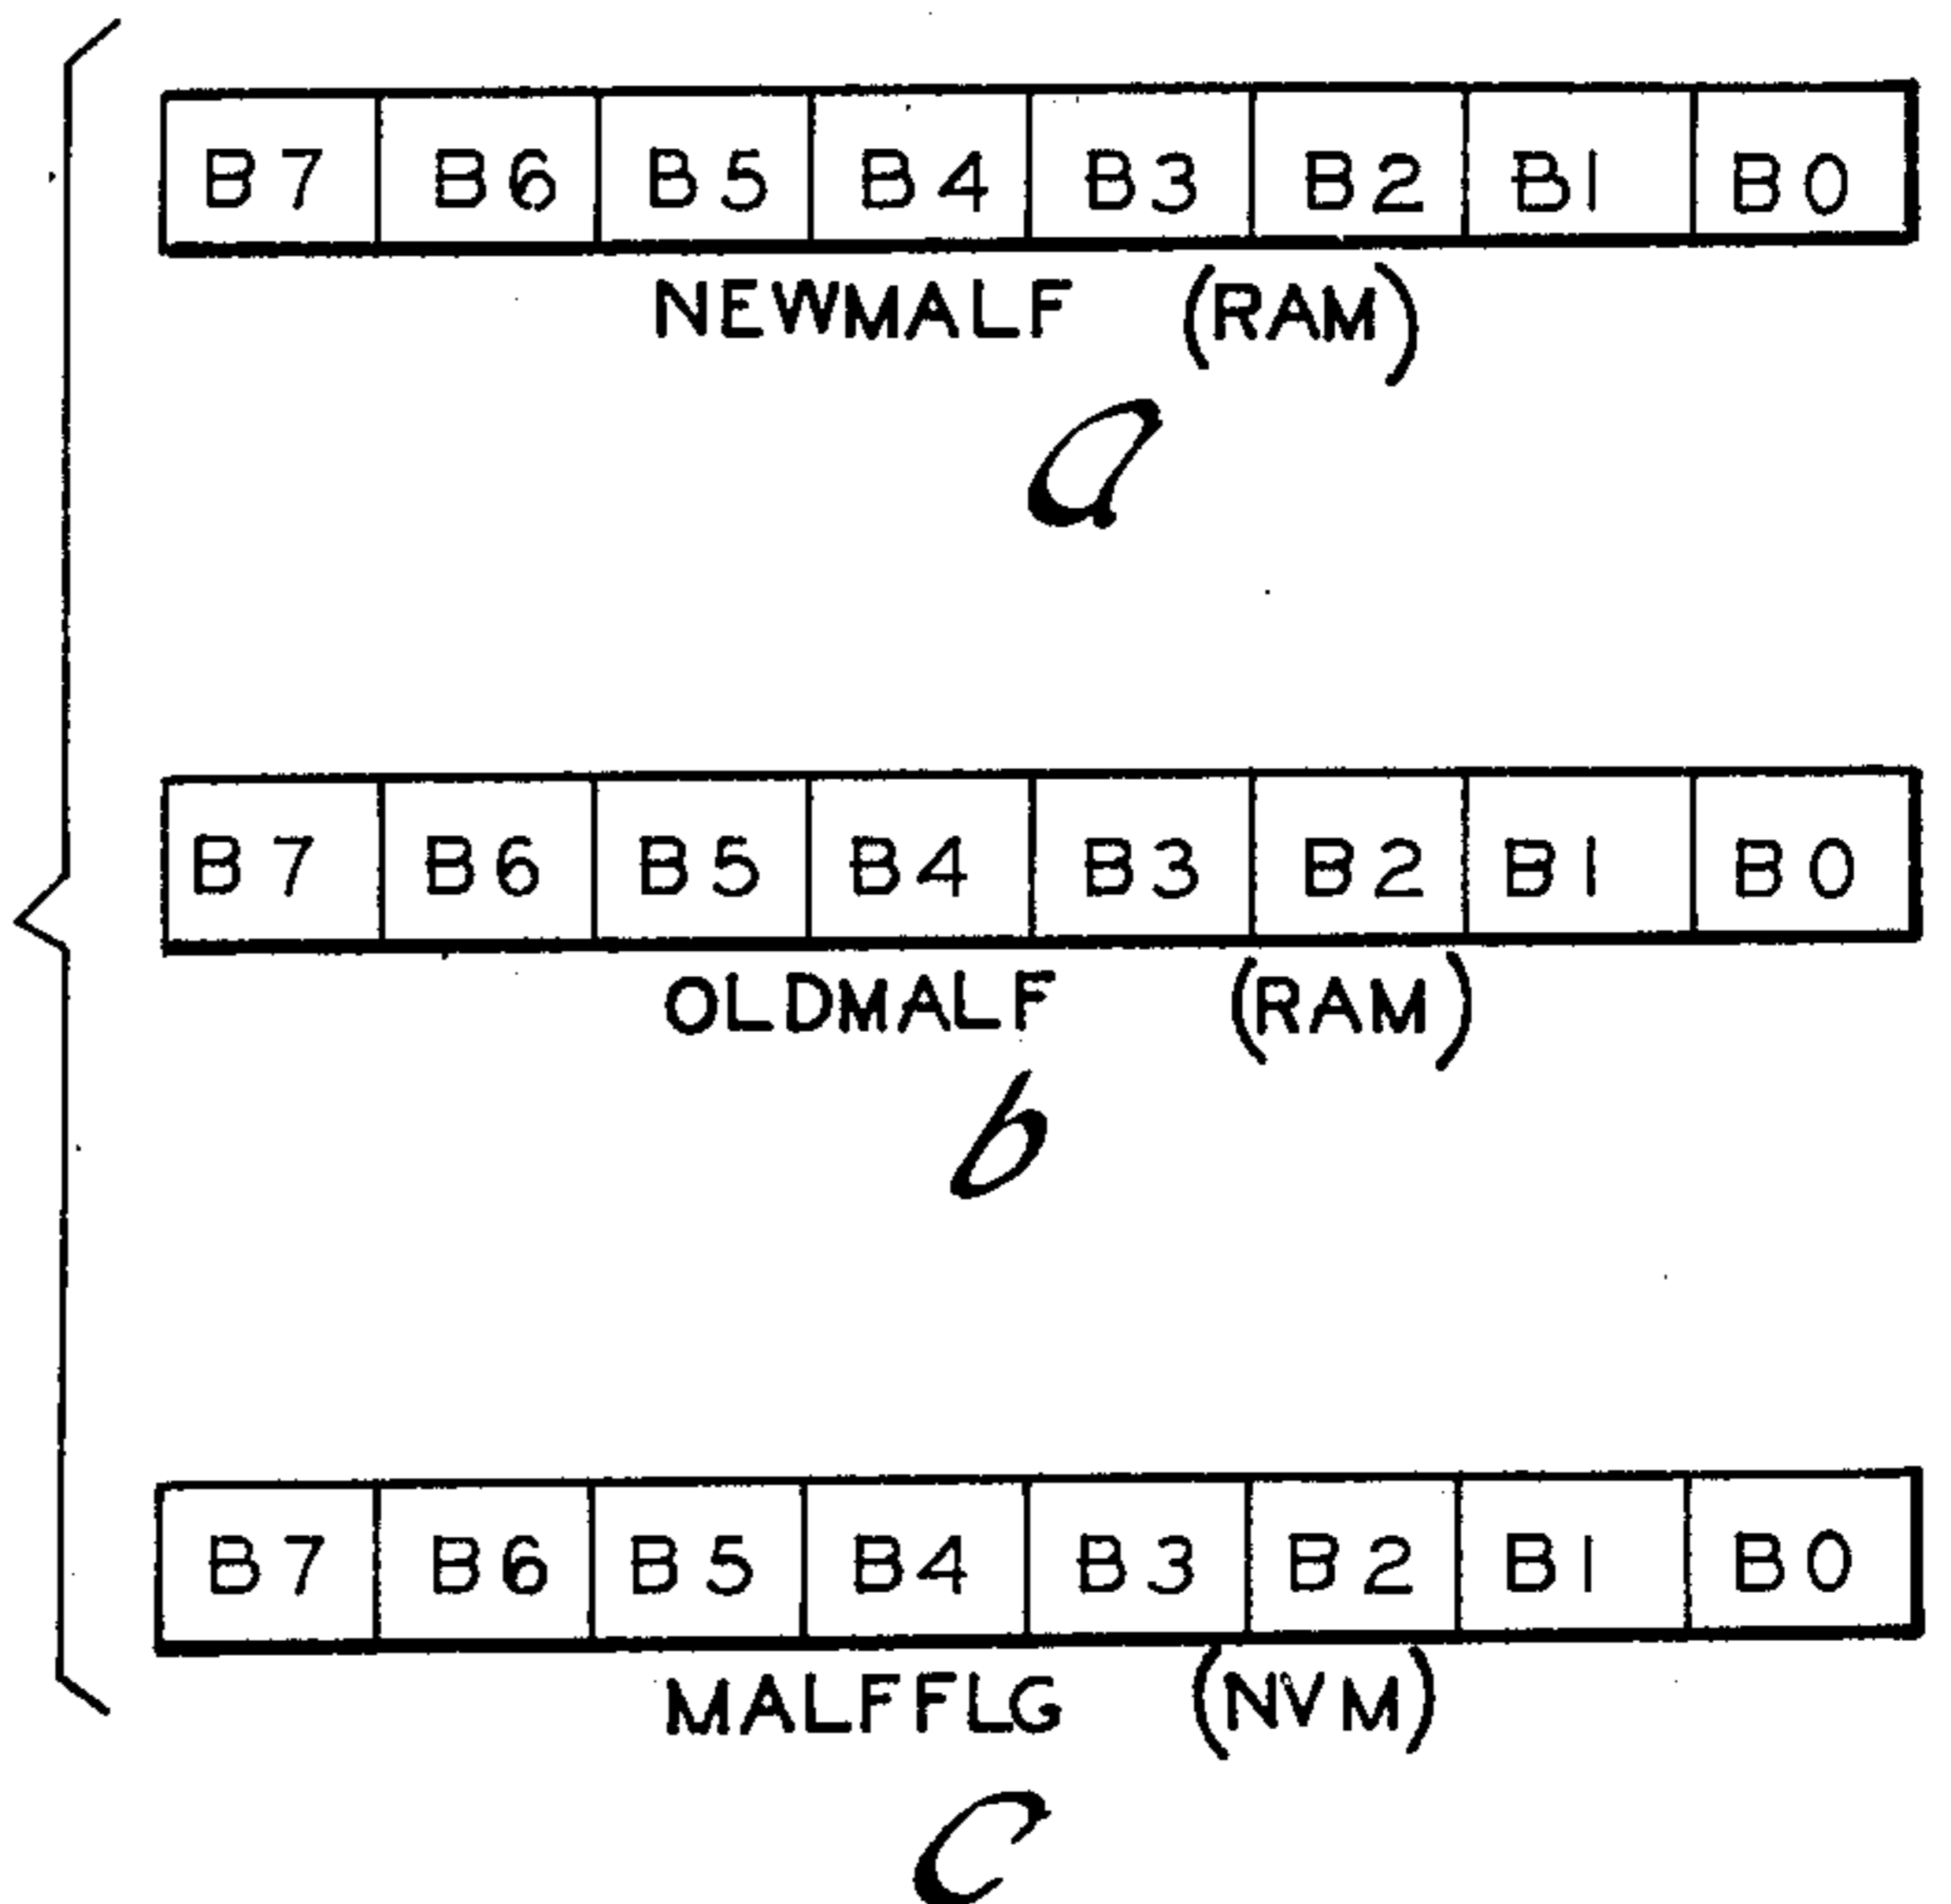 B7 B6 B5 B4 B3 B2 B1 B0
NEWMALF (RAM)
a
B7 B6 B5 B4 B3 B2 B1 B0
OLDMALF (RAM)
b
B7 B6 B5 B4 B3 B2 B1 B0
MALFFLG (NVM)
c